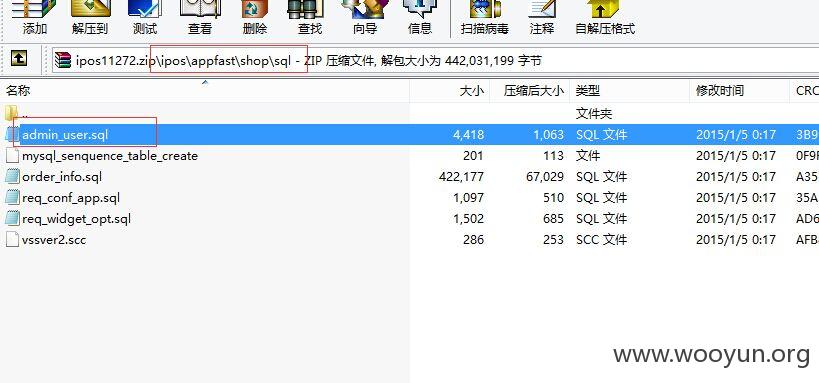 添加 解压到 测试 查看 删除 查找 向导 信息 扫描病毒 注释 自解压格式
ipos11272.zip\ipos\appfast\shop\sql - ZIP 压缩文件, 解包大小为 442,031,199 字节
名称 大小 压缩后大小 类型 修改时间 CRC
.. 文件夹
admin_user.sql 4,418 1,063 SQL 文件 2015/1/5 0:17 3B9
mysql_senquence_table_create 201 113 文件 2015/1/5 0:17 0F9F
order_info.sql 422,177 67,029 SQL 文件 2015/1/5 0:17 A35
req_conf_app.sql 1,097 510 SQL 文件 2015/1/5 0:17 35A
req_widget_opt.sql 1,502 685 SQL 文件 2015/1/5 0:17 AD6
vssver2.scc 286 253 SCC 文件 2015/1/5 0:17 AFB
www.wooyun.org